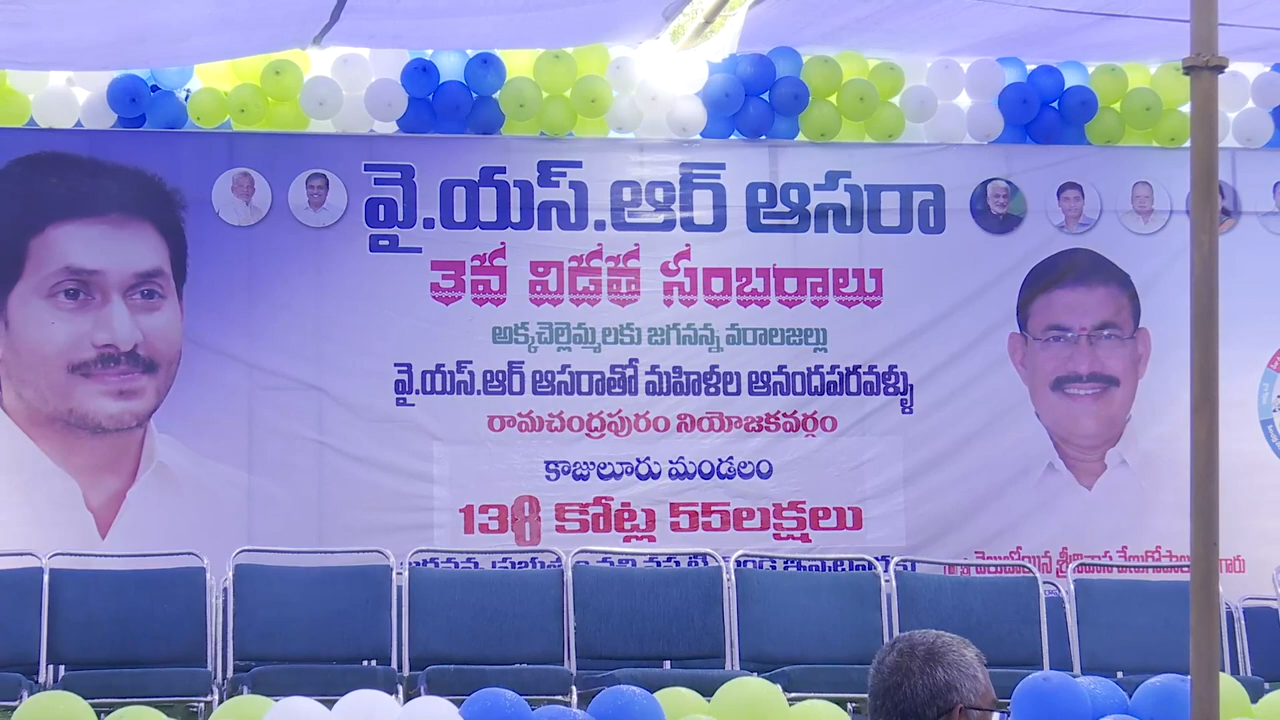 వై.యస్.ఆర్ ఆసరా
3వ విడత సంబరాలు
అక్కచెల్లెమ్మలకు జగనన్న వరాలజల్లు
వై.యస్.ఆర్ ఆసరాతో మహిళల ఆనందపరవళ్ళు
రామచంద్రపురం నియోజకవర్గం
కాజులూరు మండలం
138 కోట్ల 55లక్షలు
శ్రీనివాస వేణుగోపాల
గారు